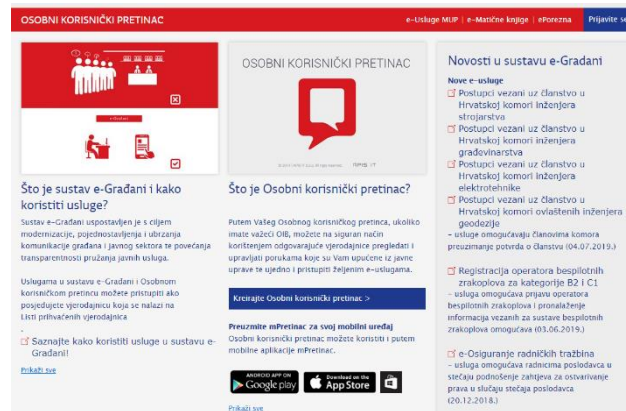 OSOBNI KORISNIČKI PRETINAC
e-Usluge MUP | e-Matične knjige | ePorezna
Prijavite se
Što je sustav e-Građani i kako
koristiti usluge?
Sustav e-Građani uspostavljen je s ciljem
modernizacije, pojednostavljenja i ubrzanja
komunikacije građana i javnog sektora te povećanja
transparentnosti pružanja javnih usluga.
Uslugama u sustavu e-Građani i Osobnom
korisničkom pretincu možete pristupiti ako
posjedujete vjerodajnicu koja se nalazi na
Listi prihvaćenih vjerodajnica
.
Saznajte kako koristiti usluge u sustavu e-
Građani!
Prikaži sve
OSOBNI KORISNIČKI PRETINAC
Što je Osobni korisnički pretinac?
Putem Vašeg Osobnog korisničkog pretinca, ukoliko
imate važeći OIB, možete na siguran način
korištenjem odgovarajuće vjerodajnice pregledati i
upravljati porukama koje su Vam upućene iz javne
uprave te ujedno i pristupiti željenim e-uslugama.
Kreirajte Osobni korisnički pretinac >
Preuzmite mPretinac za svoj mobilni uređaj
Osobni korisnički pretinac možete koristiti i putem
mobilne aplikacije mPretinac.
ANDROID APP ON
Google play
Download on the
App Store
Prikaži sve
Novosti u sustavu e-Građani
Nove e-usluge
Postupci vezani uz članstvo u
Hrvatskoj komori inženjera
strojarstva
Postupci vezani uz članstvo u
Hrvatskoj komori inženjera
građevinarstva
Postupci vezani uz članstvo u
Hrvatskoj komori inženjera
elektrotehnike
Postupci vezani uz članstvo u
Hrvatskoj komori ovlaštenih inženjera
geodezije
- usluge omogućavaju članovima komora
preuzimanje potvrda o članstvu (04.07.2019.)
Registracija operatora bespilotnih
zrakoplova za kategorije B2 i C1
- usluga omogućava prijavu operatora
bespilotnih zrakoplova i pronalaženje
informacija vezanih za sustave bespilotnih
zrakoplova omogućava (03.06.2019.)
e-Osiguranje radničkih tražbina
- usluga omogućava radnicima poslodavca u
stečaju podnošenje zahtjeva za ostvarivanje
prava u slučaju stečaja poslodavca
(20.12.2018.)